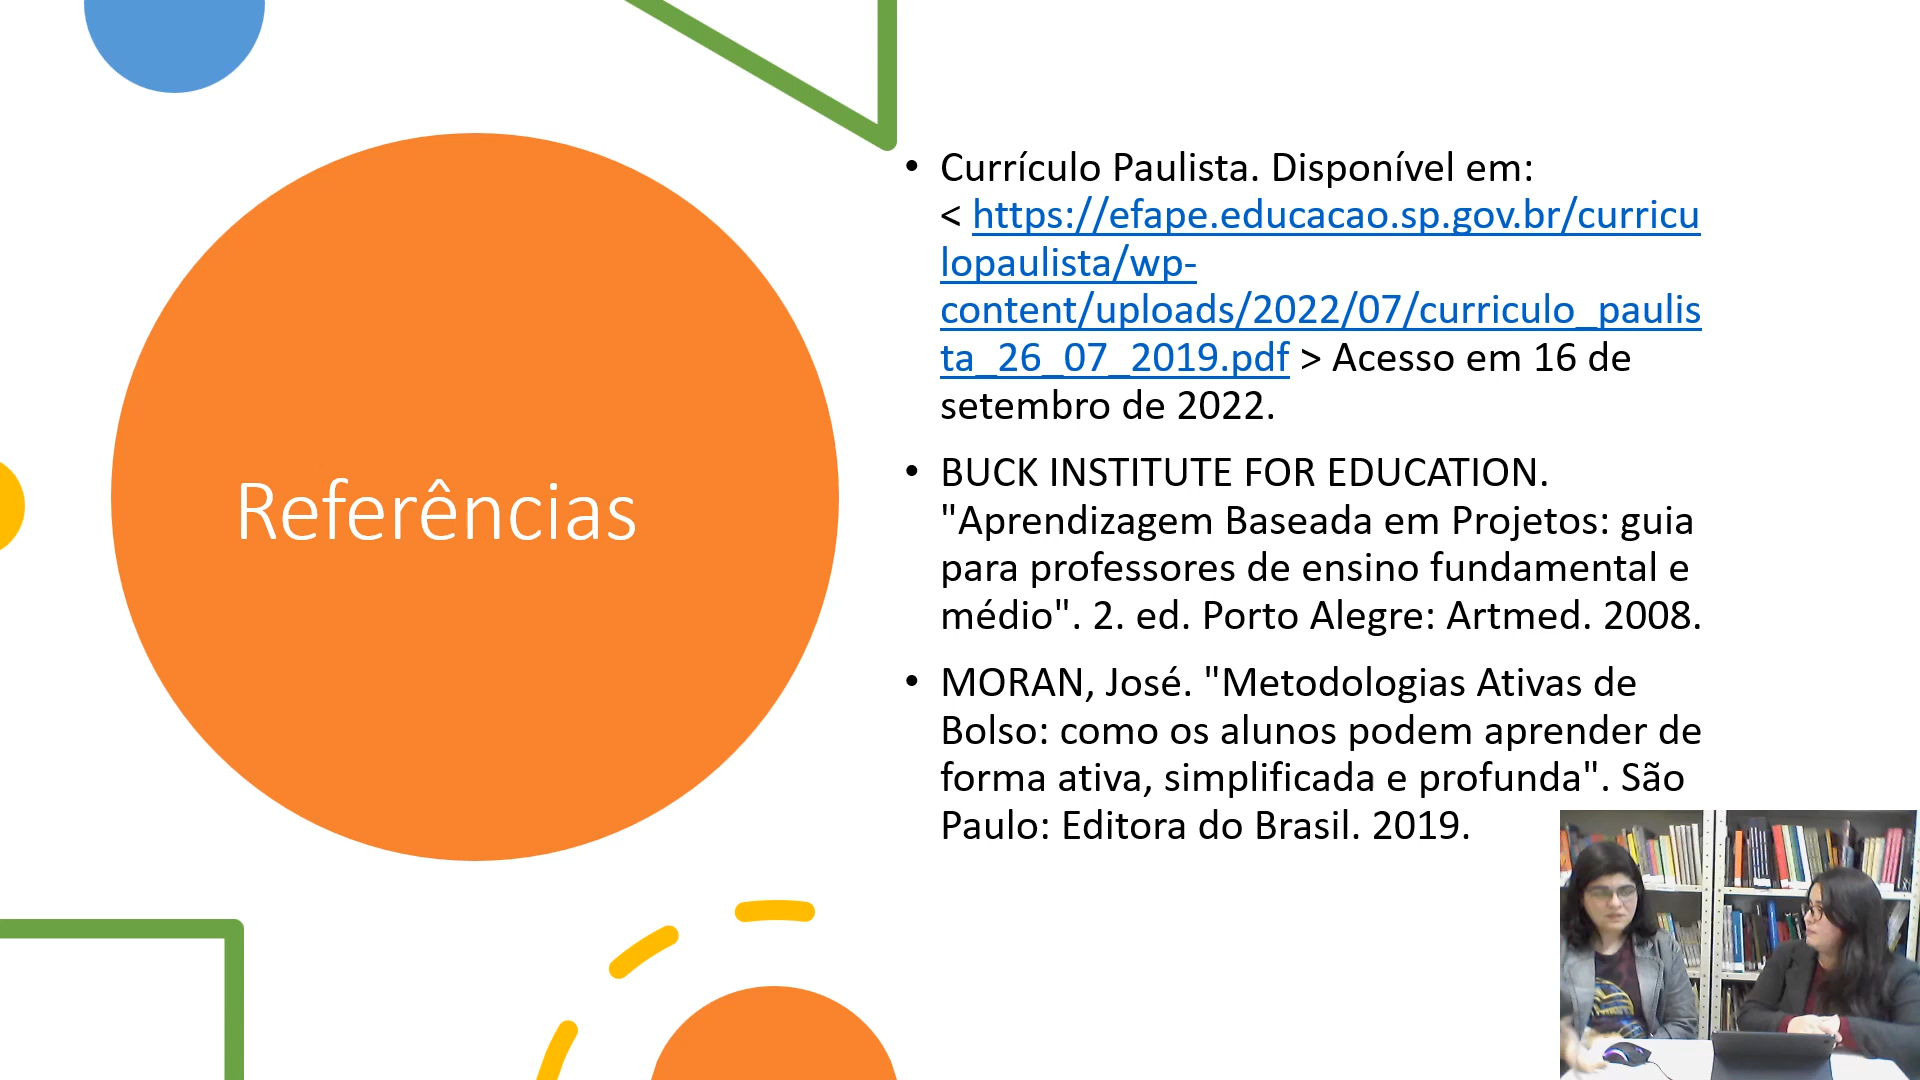 Referências
• Currículo Paulista. Disponível em:
< https://efape.educacao.sp.gov.br/curricu
lopaulista/wp-
content/uploads/2022/07/curriculo_paulis
ta_26_07_2019.pdf > Acesso em 16 de
setembro de 2022.
• BUCK INSTITUTE FOR EDUCATION.
"Aprendizagem Baseada em Projetos: guia
para professores de ensino fundamental e
médio". 2. ed. Porto Alegre: Artmed. 2008.
• MORAN, José. "Metodologias Ativas de
Bolso: como os alunos podem aprender de
forma ativa, simplificada e profunda". São
Paulo: Editora do Brasil. 2019.